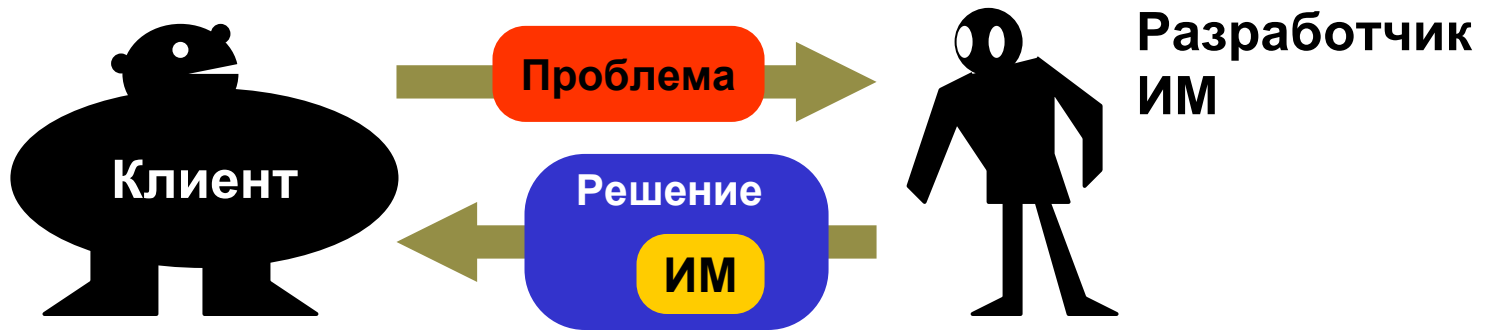 Клиент
Проблема
Решение
ИМ
Разработчик
ИМ